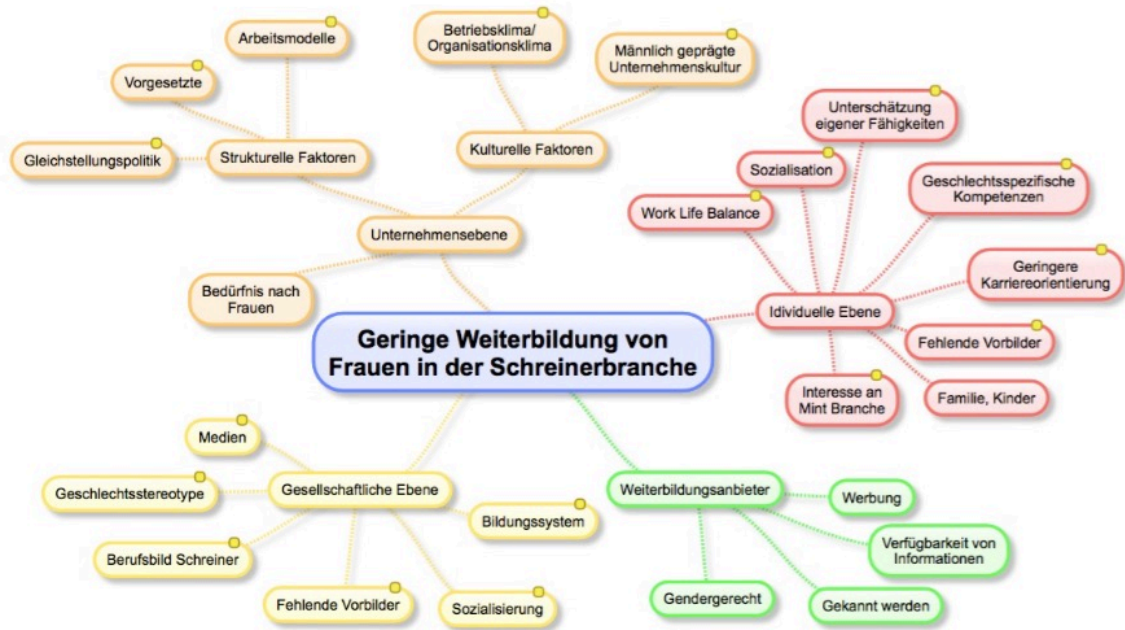 Arbeitsmodelle
Betriebsklima/
Organisationsklima
Männlich geprägte
Unternehmenskultur
Vorgesetzte
Gleichstellungspolitik
Strukturelle Faktoren
Kulturelle Faktoren
Unternehmensebene
Bedürfnis nach
Frauen
Unterschätzung
eigener Fähigkeiten
Sozialisation
Geschlechtsspezifische
Kompetenzen
Work Life Balance
Geringere
Karriereorientierung
Idividuelle Ebene
Fehlende Vorbilder
Familie, Kinder
Interesse an
Mint Branche
Geringe Weiterbildung von
Frauen in der Schreinerbranche
Medien
Geschlechtsstereotype
Gesellschaftliche Ebene
Bildungssystem
Berufsbild Schreiner
Fehlende Vorbilder
Sozialisierung
Weiterbildungsanbieter
Werbung
Verfügbarkeit von
Informationen
Gendergerecht
Gekannt werden